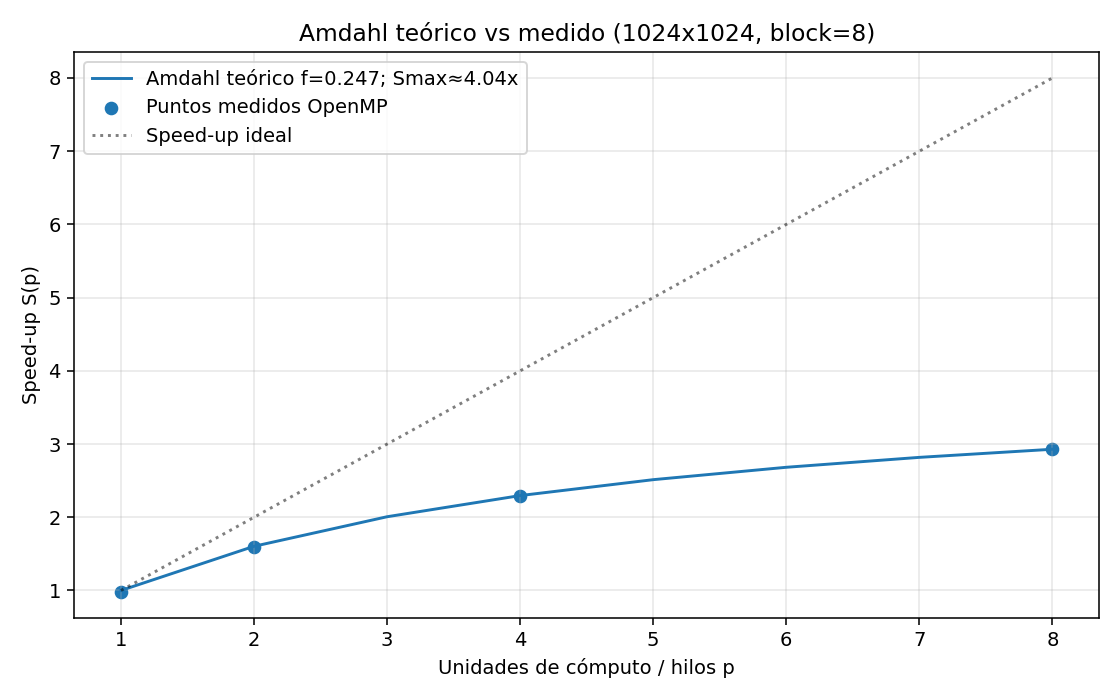 Amdahl teórico vs medido (1024x1024, block=8)
Amdahl teórico f=0.247; Smax≈4.04x
Puntos medidos OpenMP
Speed-up ideal
Speed-up S(p)
8
7
6
5
4
3
2
1
1 2 3 4 5 6 7 8
Unidades de cómputo / hilos p